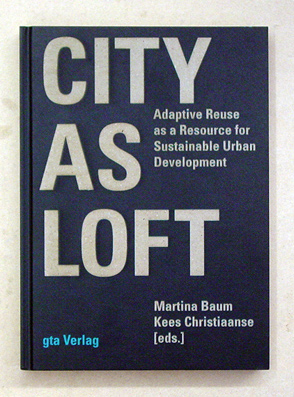 CITY
AS
LOFT
Adaptive Reuse
as a Resource for
Sustainable Urban
Development
Martina Baum
Kees Christiaanse
[eds.]
gta Verlag